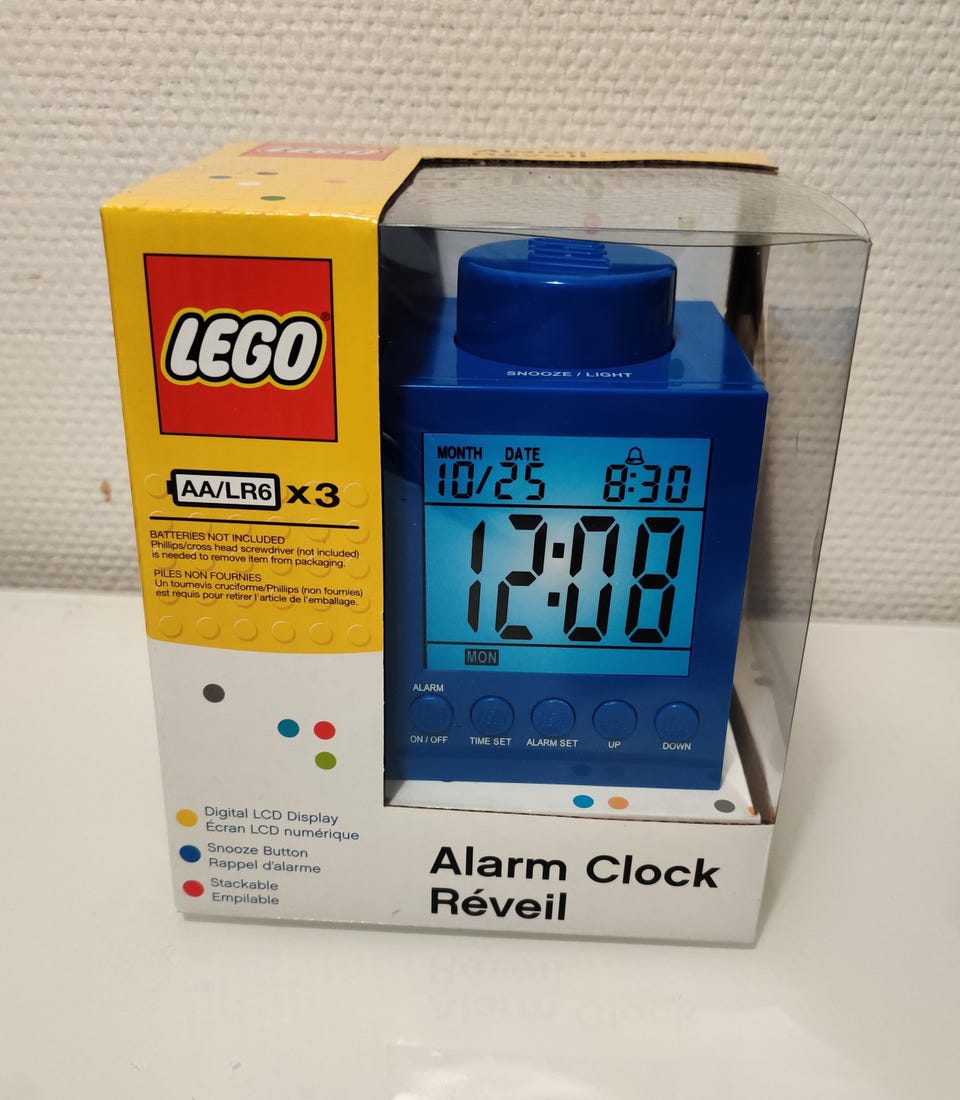 LEGO
Réveil
LEGO®
AA/LR6 x3
BATTERIES NOT INCLUDED
Phillips/cross head screwdriver (not included)
is needed to remove item from packaging.
PILES NON FOURNIES
Un tournevis cruciforme/Phillips (non fournies)
est requis pour retirer l'article de l'emballage.
SNOOZE / LIGHT
MONTH DATE
10/25 8:30
12:08
MON
ALARM
ON / OFF TIME SET ALARM SET UP DOWN
Digital LCD Display
Écran LCD numérique
Snooze Button
Rappel d'alarme
Stackable
Empilable
Alarm Clock
Réveil